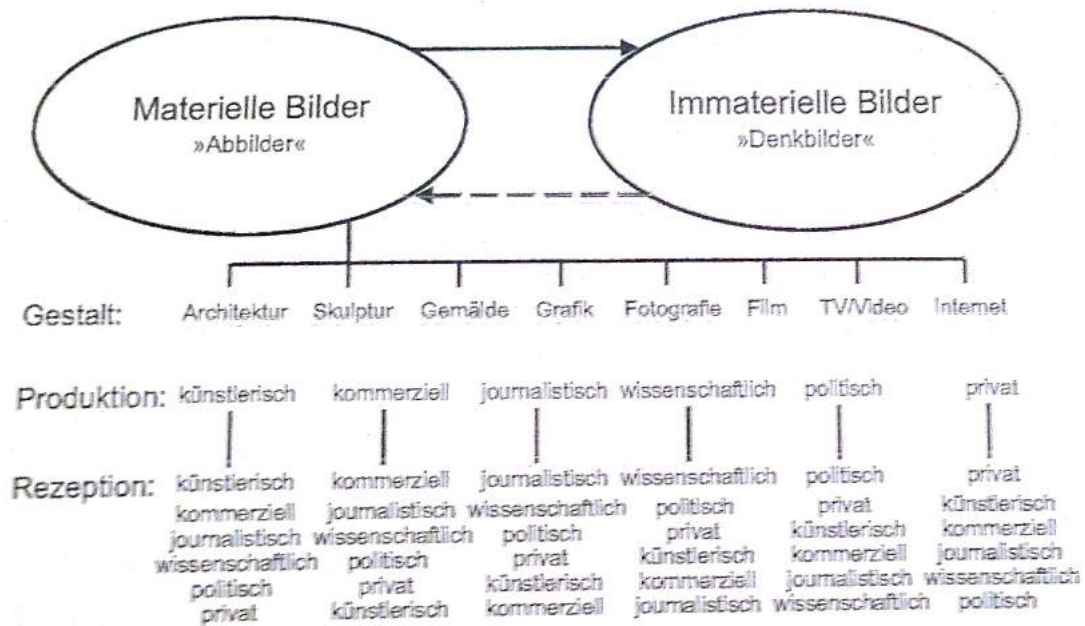 Materielle Bilder
»Abbilder«
Immaterielle Bilder
»Denkbilder«
Gestalt: Architektur Skulptur Gemälde Grafik Fotografie Film TV/Video Internet
Produktion: künstlerisch kommerziell journalistisch wissenschaftlich politisch privat
Rezeption: künstlerisch kommerziell journalistisch wissenschaftlich politisch privat
kommerziell journalistisch wissenschaftlich politisch privat künstlerisch
journalistisch wissenschaftlich politisch privat künstlerisch kommerziell
wissenschaftlich politisch privat künstlerisch kommerziell journalistisch
politisch privat künstlerisch kommerziell journalistisch wissenschaftlich
privat künstlerisch kommerziell journalistisch wissenschaftlich politisch